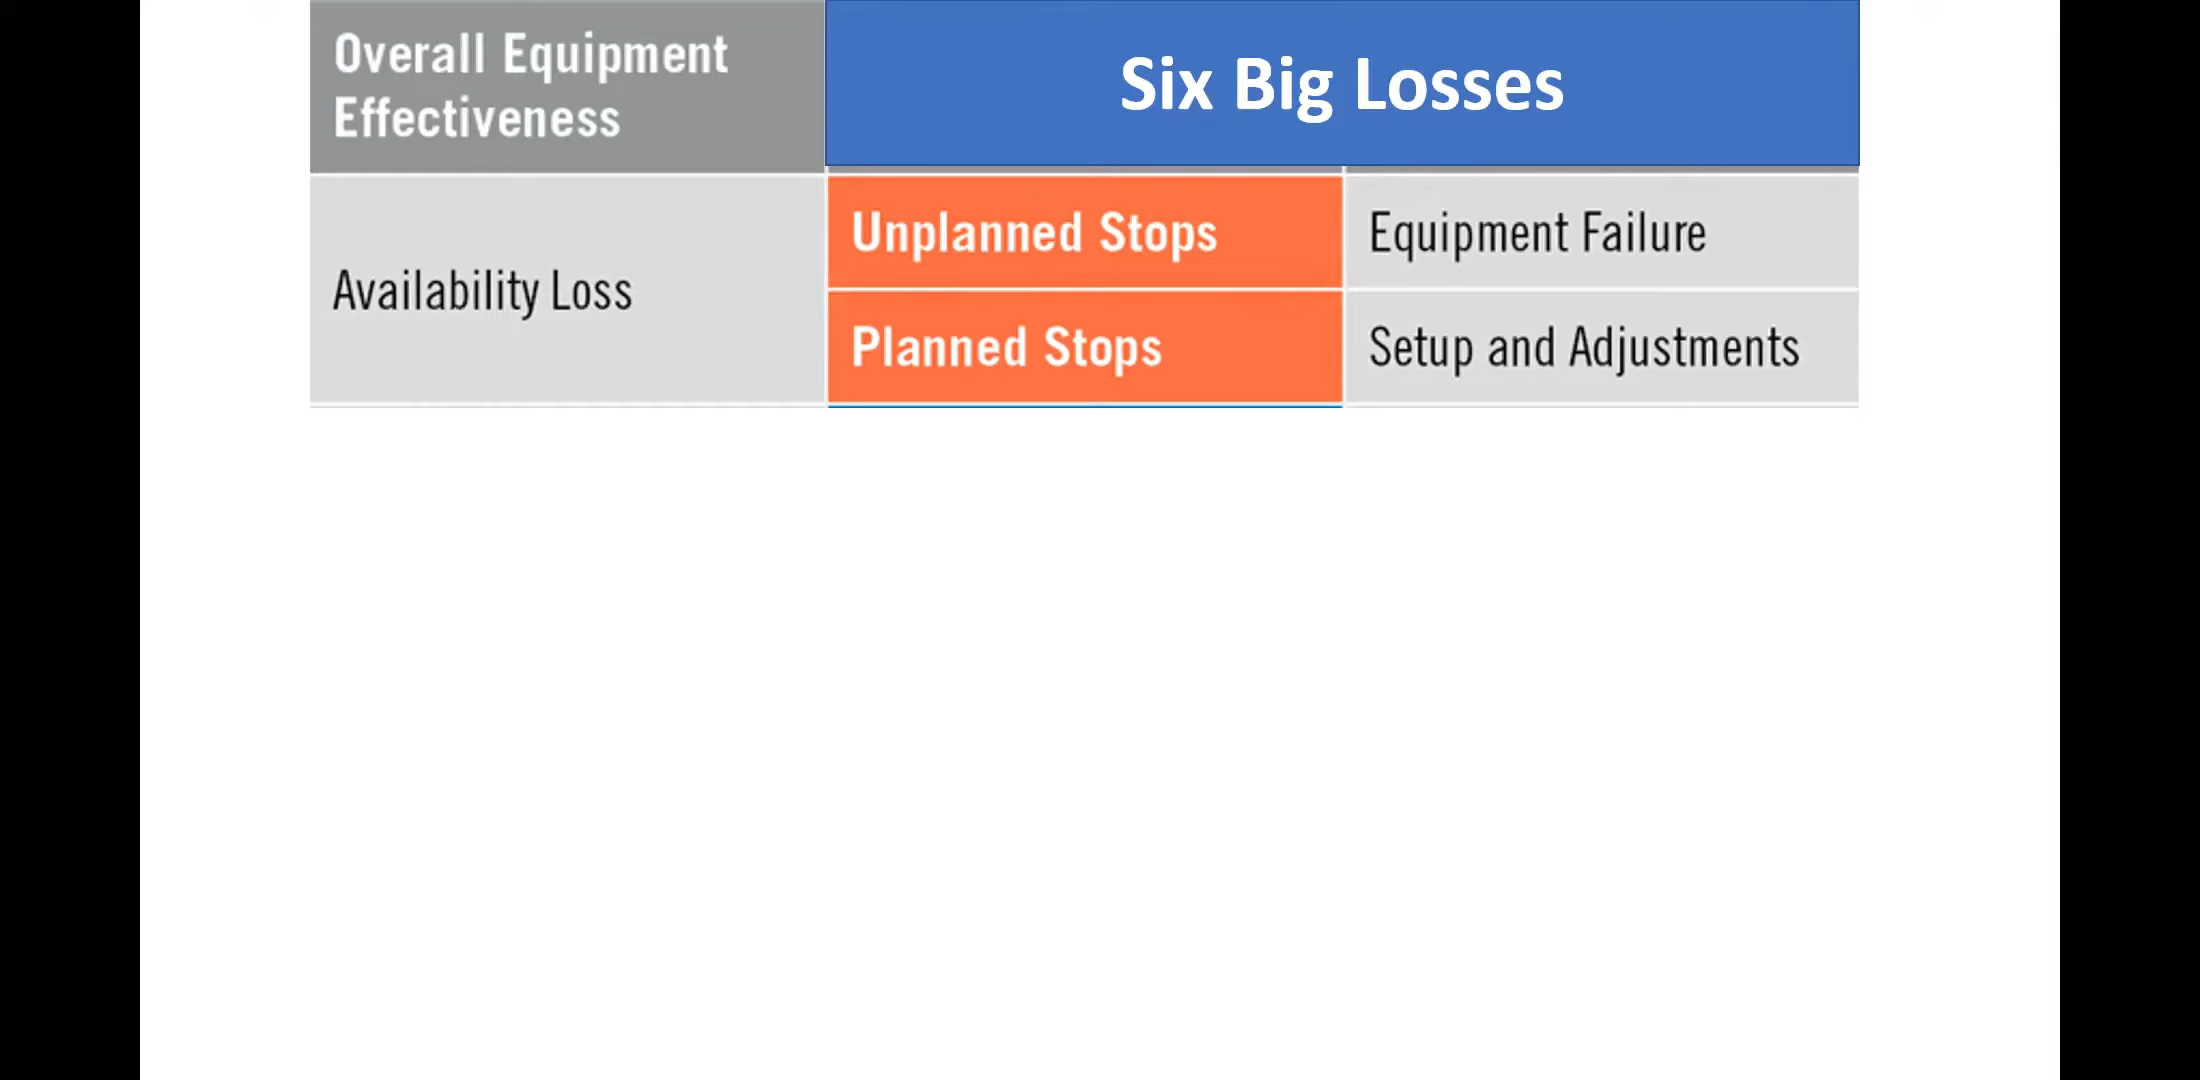 Overall Equipment
Effectiveness
Six Big Losses
Availability Loss
Unplanned Stops
Equipment Failure
Planned Stops
Setup and Adjustments